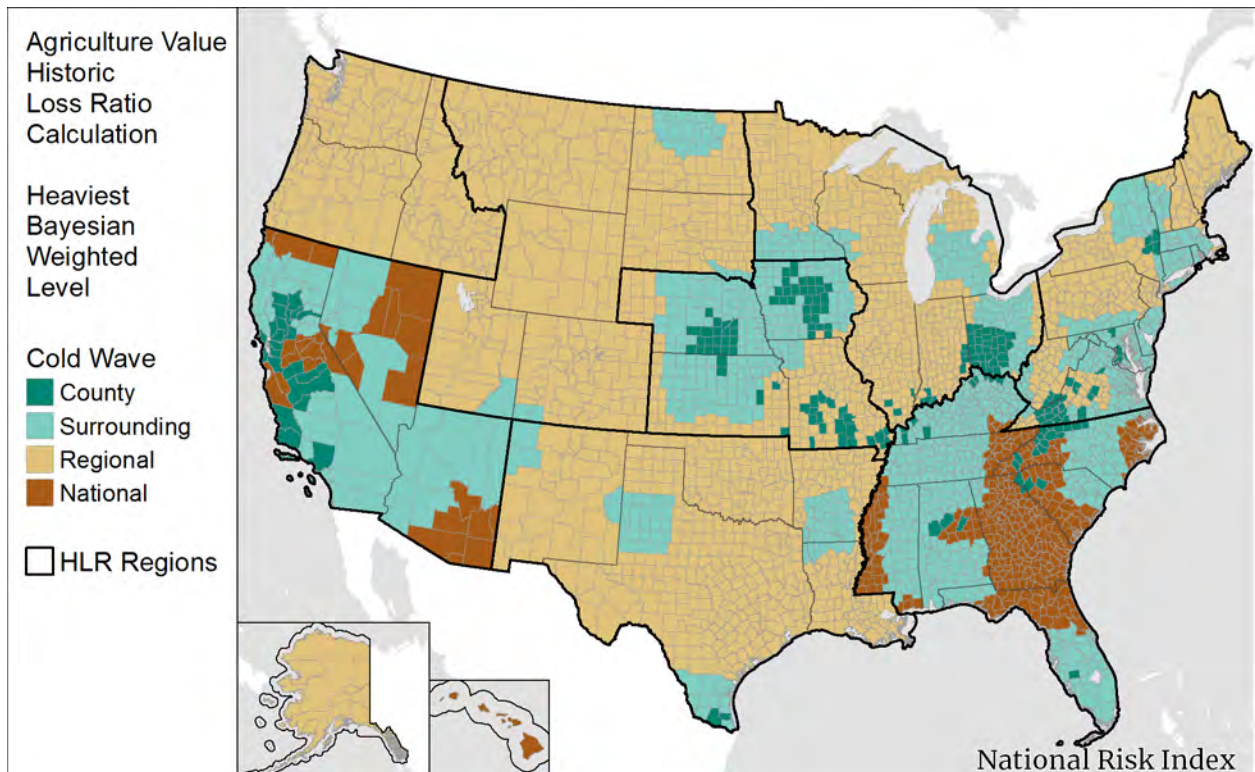 Agriculture Value
Historic
Loss Ratio
Calculation
Heaviest
Bayesian
Weighted
Level
Cold Wave
County
Surrounding
Regional
National
HLR Regions
National Risk Index